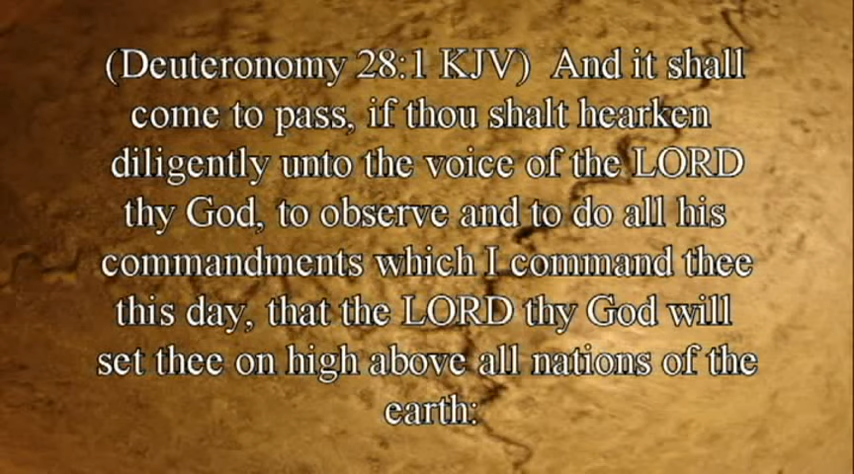 (Deuteronomy 28:1 KJV)  And it shall
come to pass, if thou shalt hearken
diligently unto the voice of the LORD
thy God, to observe and to do all his
commandments which I command thee
this day, that the LORD thy God will
set thee on high above all nations of the
earth: